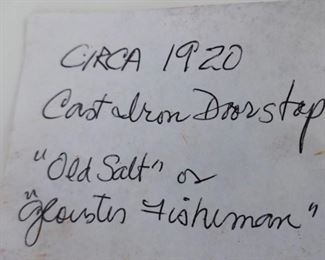 CIRCA 1920
Cast Iron Doorstop
"Old Salt" or
"Glouster Fisherman"